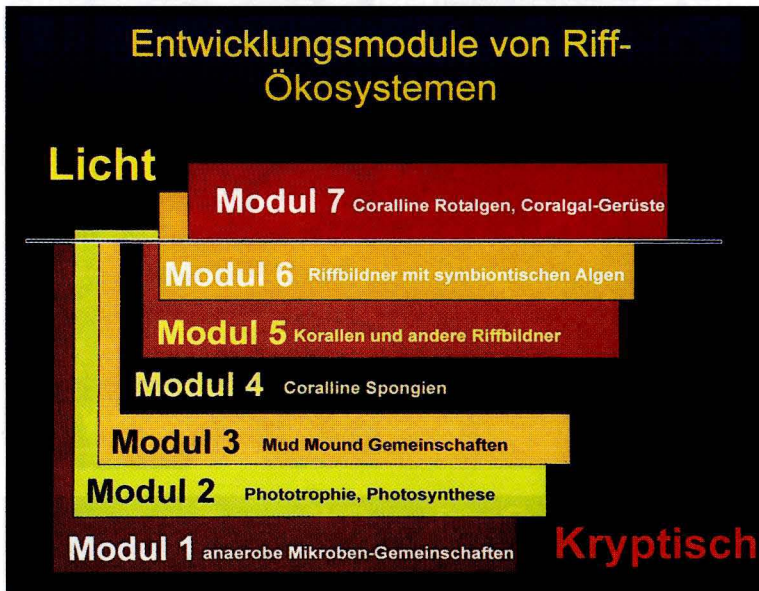 Entwicklungsmodule von Riff-
Ökosystemen
Licht
Modul 7 Coralline Rotalgen, Coralgal-Gerüste
Modul 6 Riffbildner mit symbiontischen Algen
Modul 5 Korallen und andere Riffbildner
Modul 4 Coralline Spongien
Modul 3 Mud Mound Gemeinschaften
Modul 2 Phototrophie, Photosynthese
Modul 1 anaerobe Mikroben-Gemeinschaften
Kryptisch